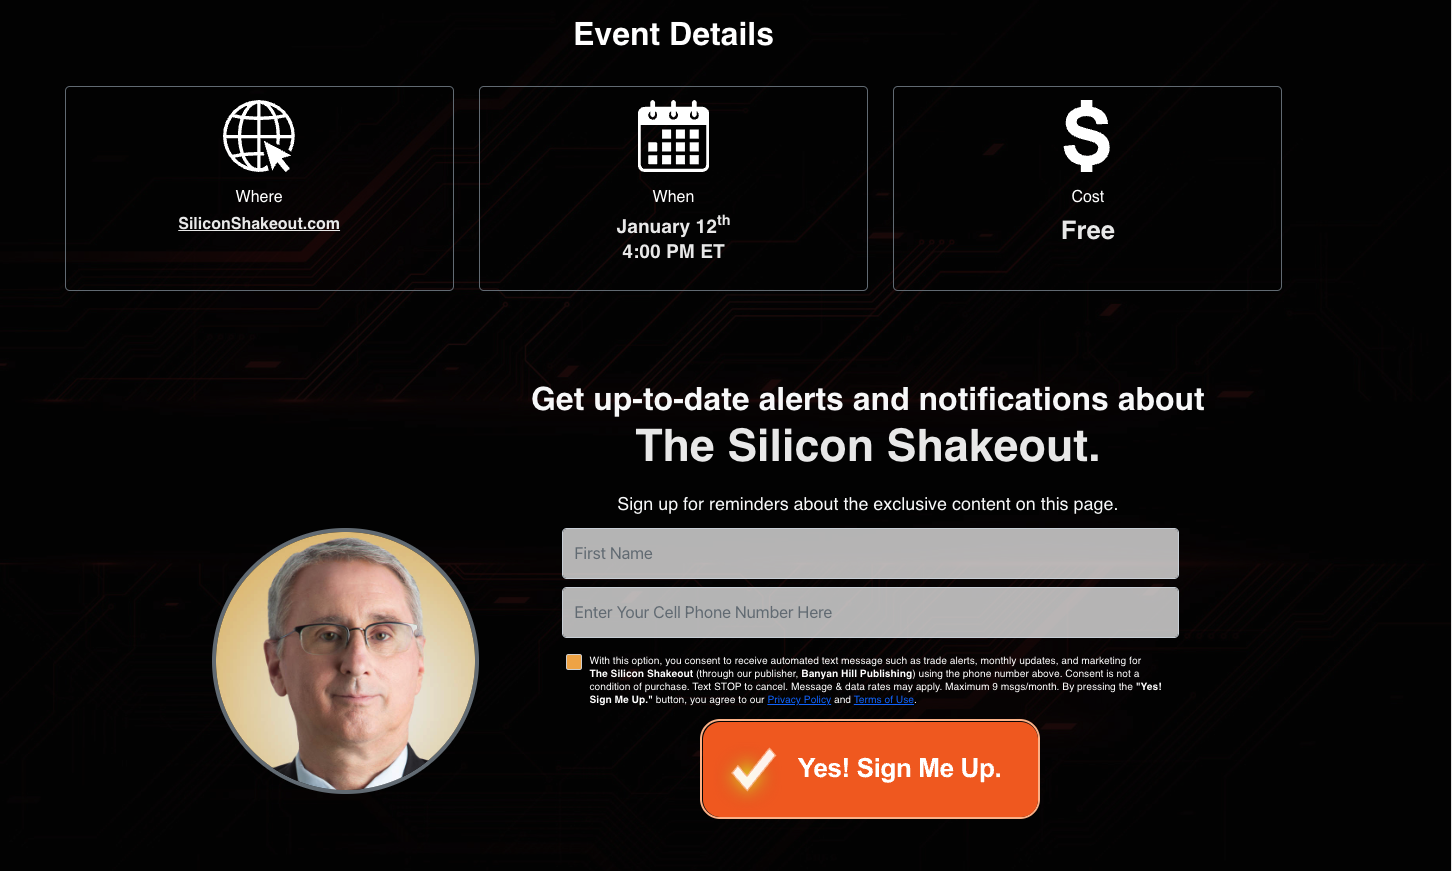 Event Details
Where
SiliconShakeout.com
When
January 12th
4:00 PM ET
$
Cost
Free
Get up-to-date alerts and notifications about
The Silicon Shakeout.
Sign up for reminders about the exclusive content on this page.
First Name
Enter Your Cell Phone Number Here
With this option, you consent to receive automated text message such as trade alerts, monthly updates, and marketing for
The Silicon Shakeout (through our publisher, Banyan Hill Publishing) using the phone number above. Consent is not a
condition of purchase. Text STOP to cancel. Message & data rates may apply. Maximum 9 msgs/month. By pressing the "Yes!
Sign Me Up." button, you agree to our Privacy Policy and Terms of Use.
Yes! Sign Me Up.